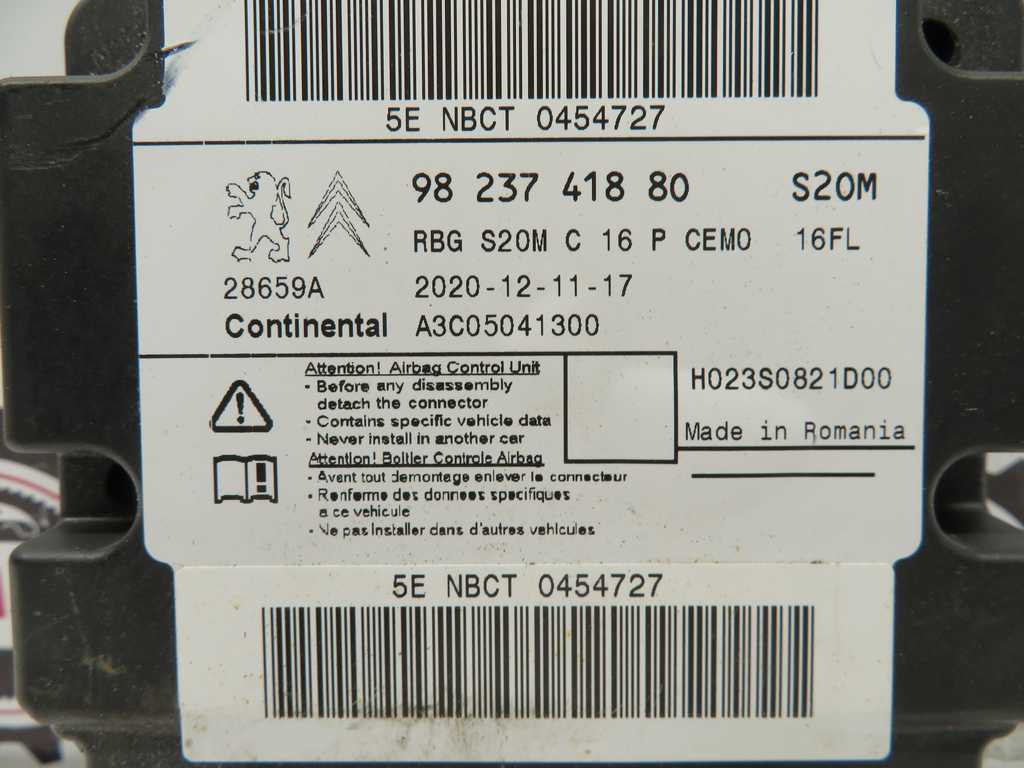 5E NBCT 0454727
98 237 418 80 S20M
RBG S20M C 16 P CEM0 16FL
28659A 2020-12-11-17
Continental A3C05041300
Attention! Airbag Control Unit
- Before any disassembly
detach the connector
- Contains specific vehicle data
- Never install in another car
Attention! Boitier Controle Airbag
- Avant tout demontage enlever le connecteur
- Renferme des donnees specifiques
a ce vehicule
- Ne pas installer dans d'autres vehicules
H023S0821D00
Made in Romania
5E NBCT 0454727